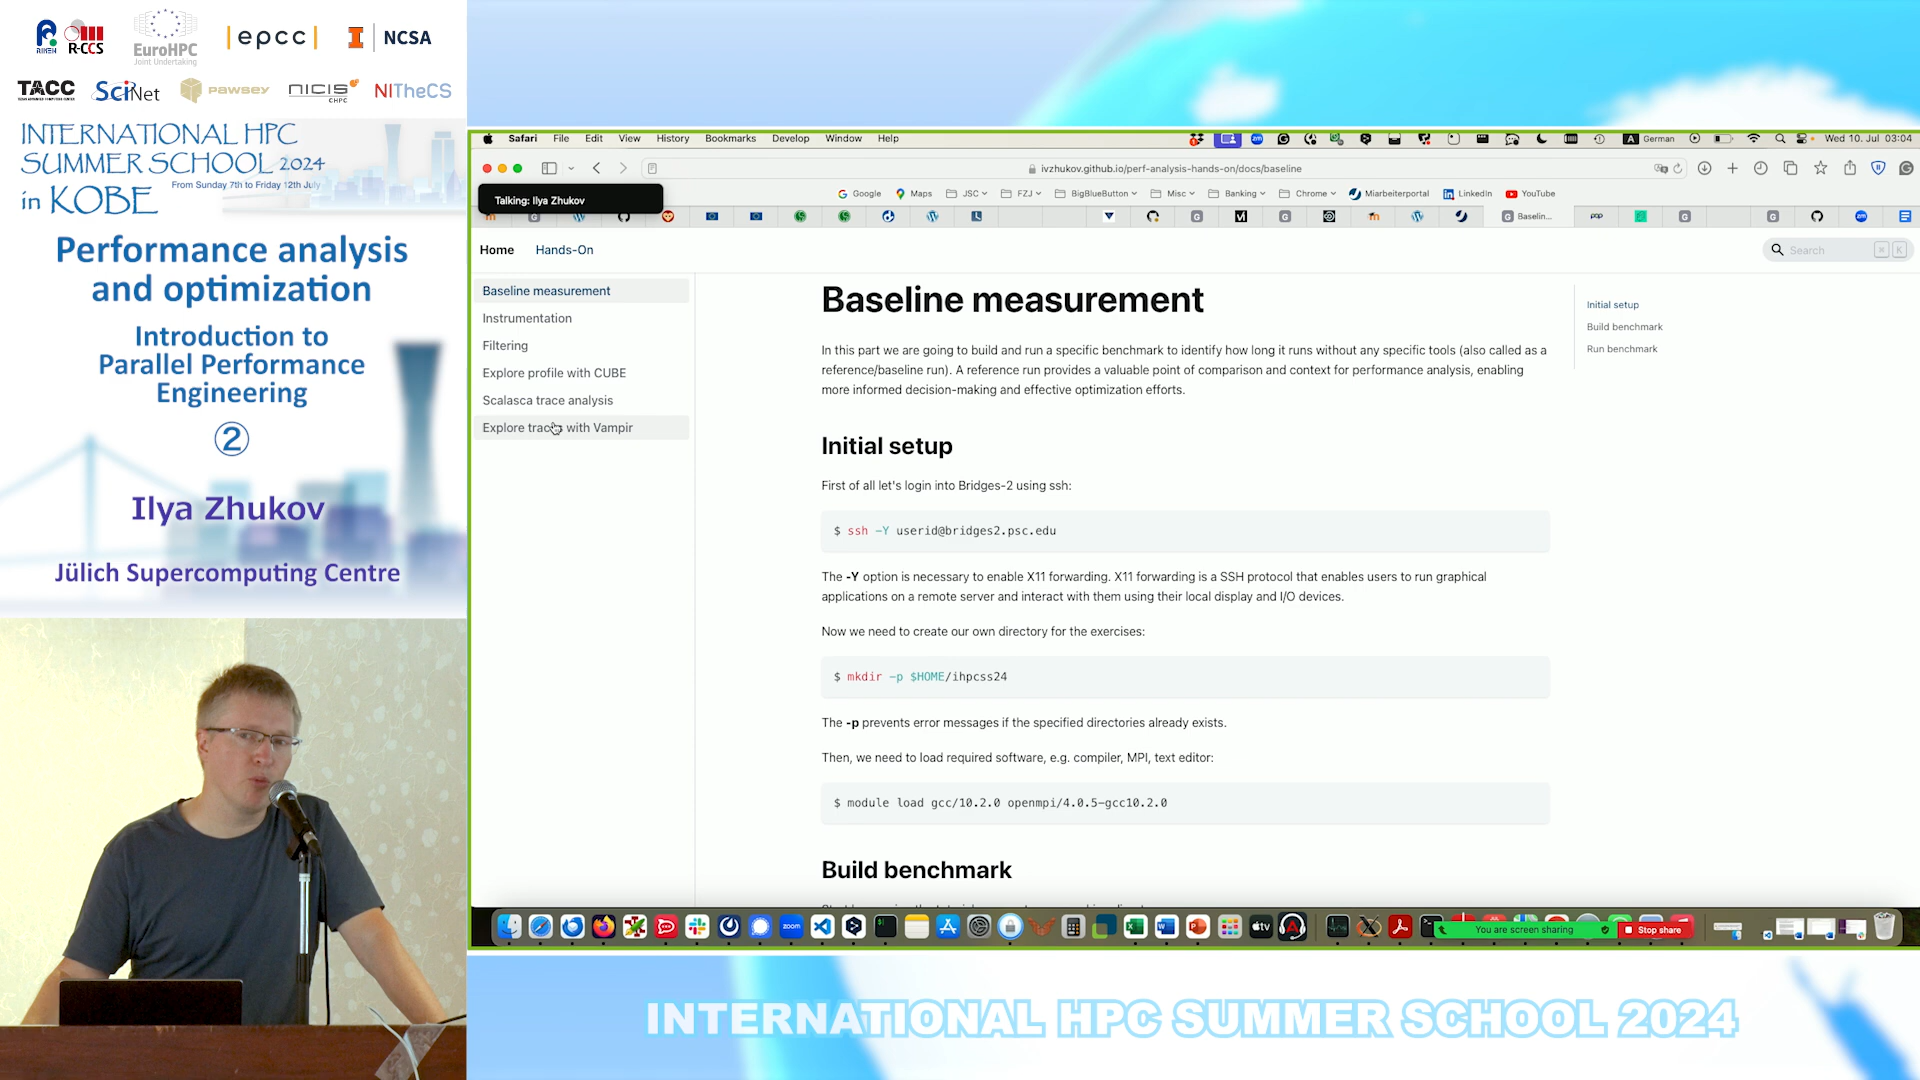 RIKEN R-CCS
EuroHPC
Joint Undertaking
epcc
NCSA
TACC
SciNet
PAWSEY
NICIS
CHPC
NITheCS
INTERNATIONAL HPC
SUMMER SCHOOL 2024
From Sunday 7th to Friday 12th July
in KOBE
Performance analysis
and optimization
Introduction to
Parallel Performance
Engineering
②
Ilya Zhukov
Jülich Supercomputing Centre
Safari File Edit View History Bookmarks Develop Window Help
A German
Wed 10. Jul 03:04
ivzhukov.github.io/perf-analysis-hands-on/docs/baseline
Talking: Ilya Zhukov
Google Maps JSC FZJ BigBlueButton Misc Banking Chrome Miarbeiterportal LinkedIn YouTube
Baselin...
Home Hands-On
Search
K
Baseline measurement
Instrumentation
Filtering
Explore profile with CUBE
Scalasca trace analysis
Explore traces with Vampir
Baseline measurement
In this part we are going to build and run a specific benchmark to identify how long it runs without any specific tools (also called as a
reference/baseline run). A reference run provides a valuable point of comparison and context for performance analysis, enabling
more informed decision-making and effective optimization efforts.
Initial setup
First of all let's login into Bridges-2 using ssh:
$ ssh -Y userid@bridges2.psc.edu
The -Y option is necessary to enable X11 forwarding. X11 forwarding is a SSH protocol that enables users to run graphical
applications on a remote server and interact with them using their local display and I/O devices.
Now we need to create our own directory for the exercises:
$ mkdir -p $HOME/ihpcss24
The -p prevents error messages if the specified directories already exists.
Then, we need to load required software, e.g. compiler, MPI, text editor:
$ module load gcc/10.2.0 openmpi/4.0.5-gcc10.2.0
Build benchmark
Initial setup
Build benchmark
Run benchmark
zoom
tv
You are screen sharing
Stop share
INTERNATIONAL HPC SUMMER SCHOOL 2024